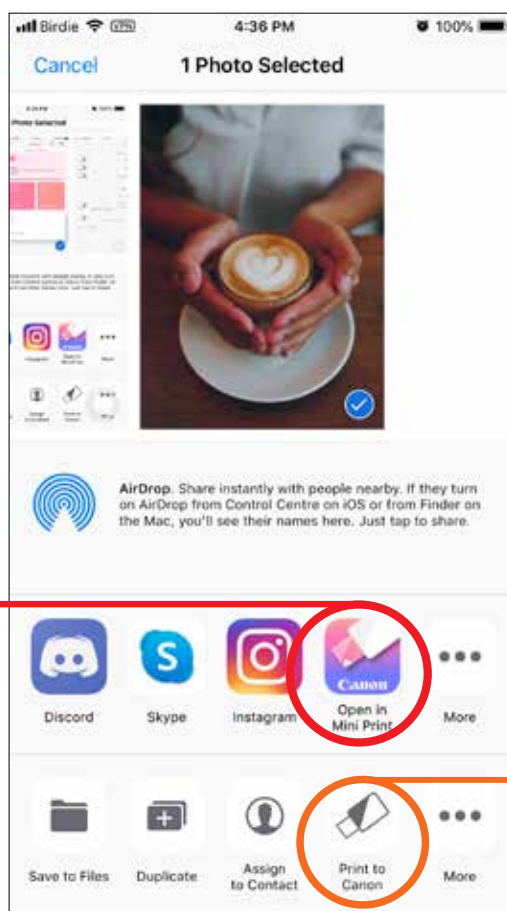 Birdie VPN 4:36 PM 100%
Cancel 1 Photo Selected
AirDrop. Share instantly with people nearby. If they turn
on AirDrop from Control Centre on iOS or from Finder on
the Mac, you'll see their names here. Just tap to share.
Canon
Discord Skype Instagram Open in More
Mini Print
Save to Files Duplicate Assign Print to More
to Contact Canon